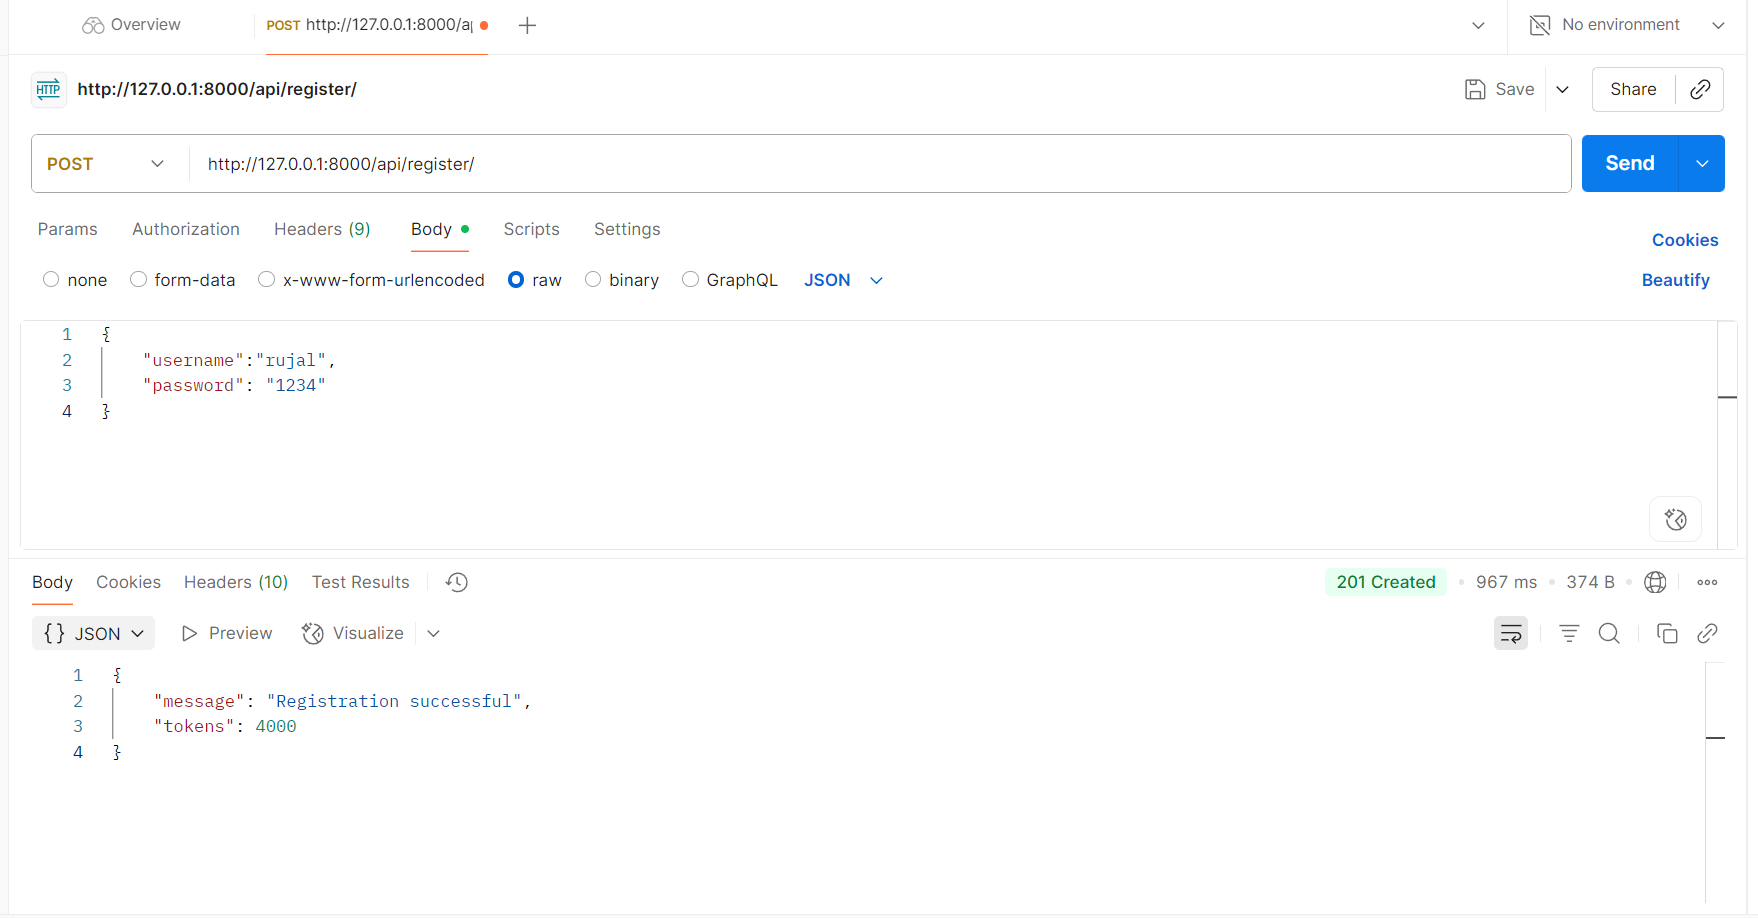 Overview
POST http://127.0.0.1:8000/a
No environment
HTTP http://127.0.0.1:8000/api/register/
Save
Share
POST http://127.0.0.1:8000/api/register/
Send
Params Authorization Headers (9) Body Scripts Settings
Cookies
none form-data x-www-form-urlencoded raw binary GraphQL JSON
Beautify
1 {
2 "username":"rujal",
3 "password": "1234"
4 }
Body Cookies Headers (10) Test Results
201 Created 967 ms 374 B
{} JSON Preview Visualize
1 {
2 "message": "Registration successful",
3 "tokens": 4000
4 }